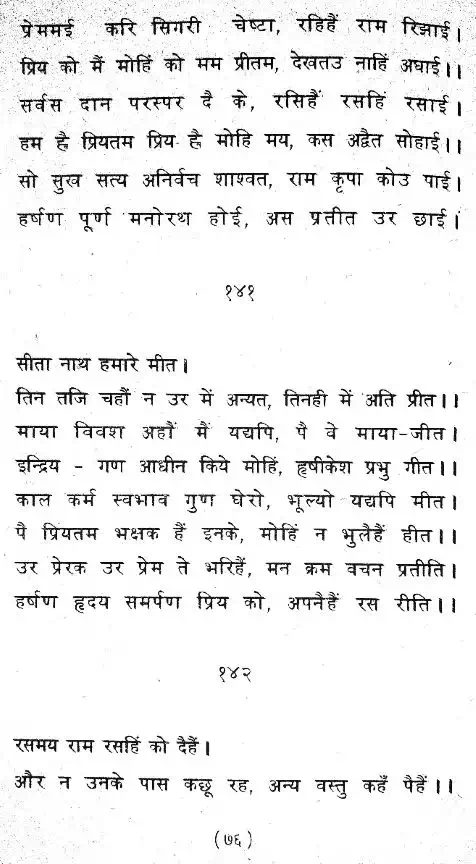 प्रेममई करि सिगरी चेष्टा, रहिहैं राम रिझाई।
प्रिय को मैं मोहिं को मम प्रीतम, देखतउ नाहिं अघाई।।
सर्वस दान परस्पर दै के, रसिहैं रसहिं रसाई।
हम ह्वै प्रियतम प्रिय ह्वै मोहि मय, कस अद्वैत सोहाई।।
सो सुख सत्य अनिर्वच शाश्वत, राम कृपा कोउ पाई।
हर्षण पूर्ण मनोरथ होई, अस प्रतीत उर छाई।
१४१
सीता नाथ हमारे मीत।
तिन तजि चहौं न उर में अन्यत, तिनही में अति प्रीत।।
माया विवश अहौं मैं यद्यपि, पै वे माया-जीत।
इन्द्रिय - गण आधीन किये मोहिं, हृषीकेश प्रभु गीत।।
काल कर्म स्वभाव गुण घेरो, भूल्यो यद्यपि मीत।
पै प्रियतम भक्षक हैं इनके, मोहिं न भुलैहैं हीत।।
उर प्रेरक उर प्रेम ते भरिहैं, मन क्रम वचन प्रतीति।
हर्षण हृदय समर्पण प्रिय को, अपनैहैं रस रीति।।
१४२
रसमय राम रसहिं को दैहैं।
और न उनके पास कछू रह, अन्य वस्तु कहँ पैहैं ।।
(७६)